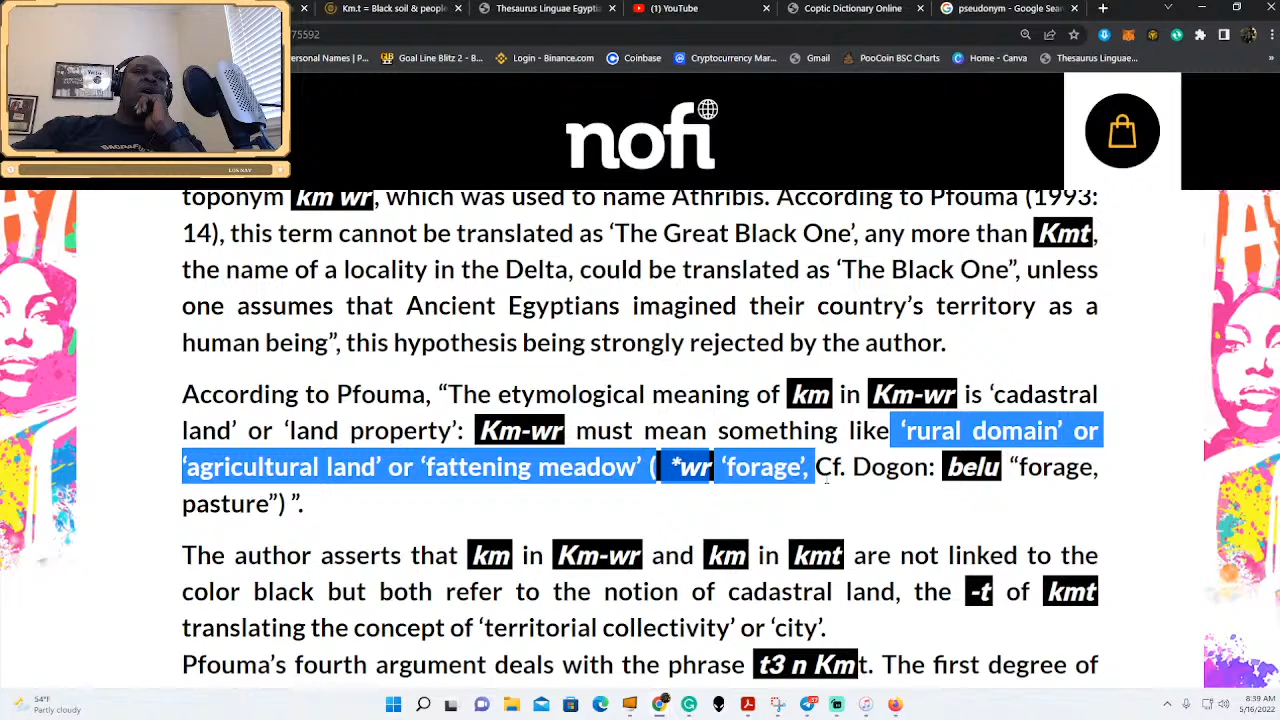 Km.t = Black soil & people
Thesaurus Linguae Egypti
(1) YouTube
Coptic Dictionary Online
pseudonym - Google Sear
75592
ersonal Names | P...
Goal Line Blitz 2 - B...
Login - Binance.com
Coinbase
Cryptocurrency Mar...
Gmail
PooCoin BSC Charts
Home - Canva
Thesaurus Linguae...
nofi
LOS NAV
toponym km wr, which was used to name Athribis. According to Pfouma (1993:
14), this term cannot be translated as ‘The Great Black One’, any more than Kmt,
the name of a locality in the Delta, could be translated as ‘The Black One”, unless
one assumes that Ancient Egyptians imagined their country’s territory as a
human being”, this hypothesis being strongly rejected by the author.
According to Pfouma, “The etymological meaning of km in Km-wr is ‘cadastral
land’ or ‘land property’: Km-wr must mean something like ‘rural domain’ or
‘agricultural land’ or ‘fattening meadow’ ( *wr ‘forage’, Cf. Dogon: belu “forage,
pasture”) ”.
The author asserts that km in Km-wr and km in kmt are not linked to the
color black but both refer to the notion of cadastral land, the -t of kmt
translating the concept of ‘territorial collectivity’ or ‘city’.
Pfouma’s fourth argument deals with the phrase t3 n Kmt. The first degree of
54°F
Partly cloudy
8:39 AM
5/16/2022